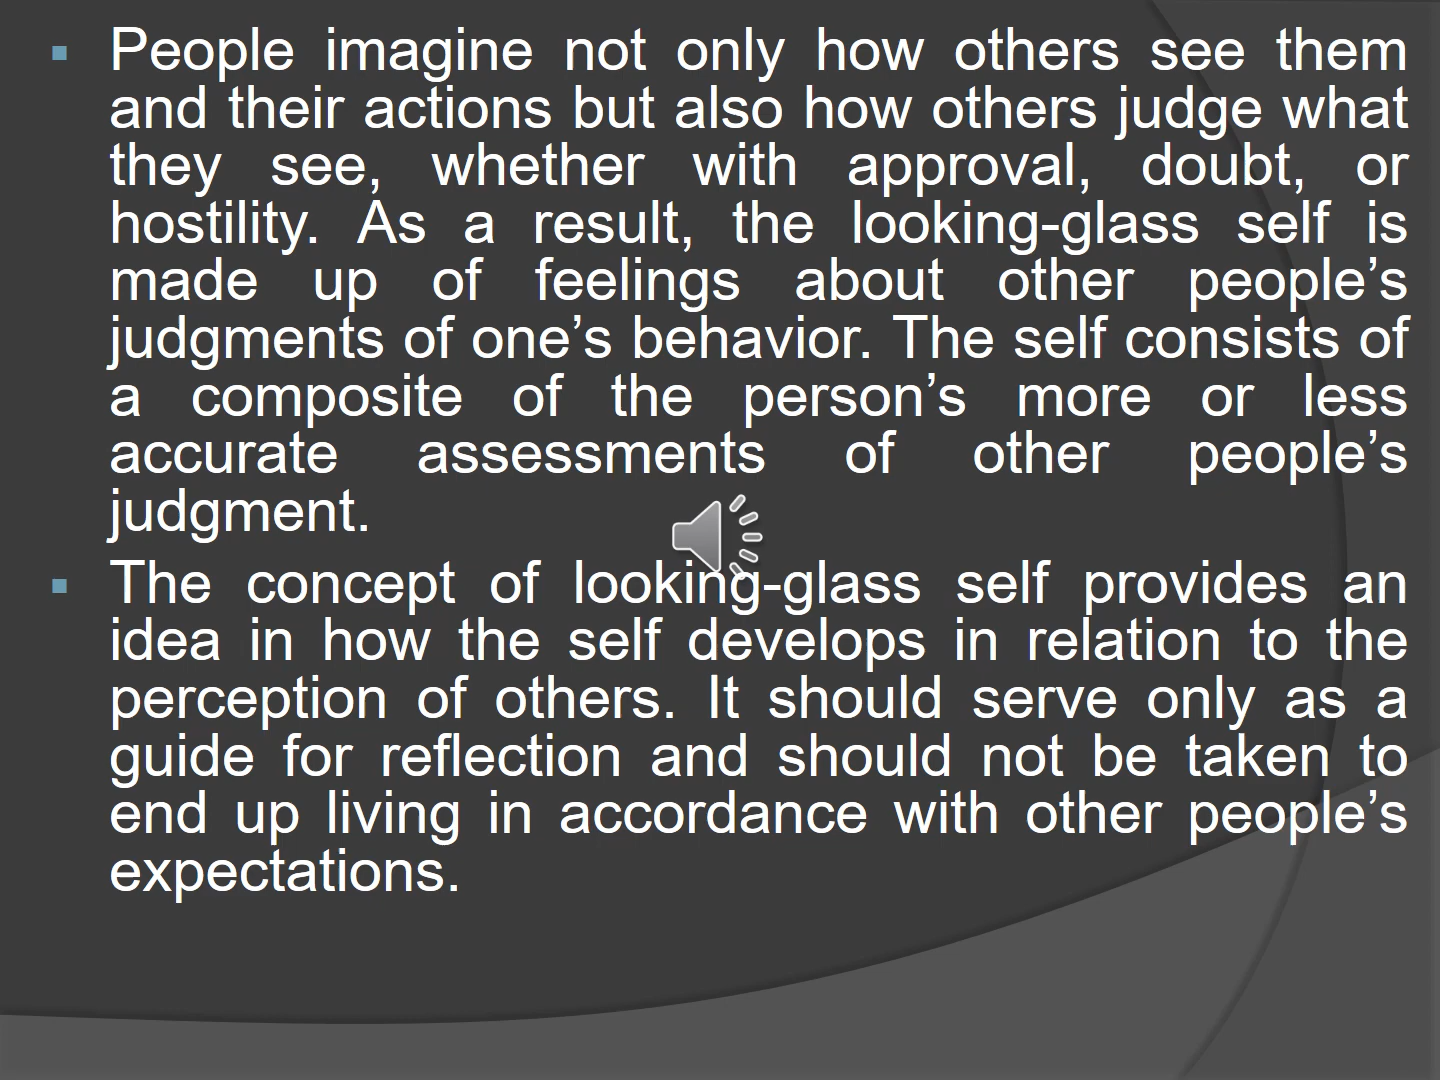 People imagine not only how others see them
and their actions but also how others judge what
they see, whether with approval, doubt, or
hostility. As a result, the looking-glass self is
made up of feelings about other people’s
judgments of one’s behavior. The self consists of
a composite of the person’s more or less
accurate assessments of other people’s
judgment.
The concept of looking-glass self provides an
idea in how the self develops in relation to the
perception of others. It should serve only as a
guide for reflection and should not be taken to
end up living in accordance with other people’s
expectations.